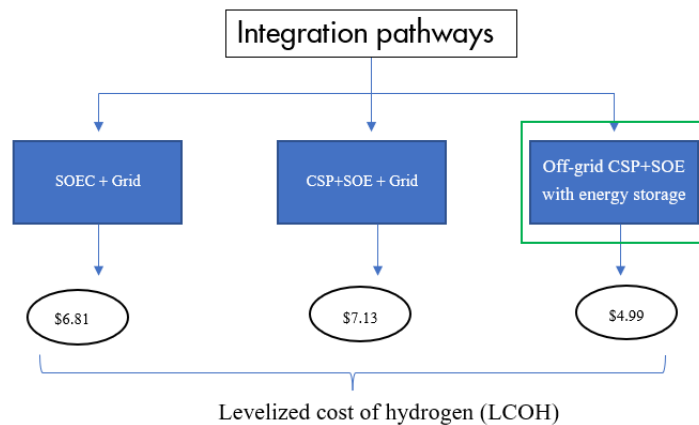 Integration pathways
SOEC + Grid
CSP+SOE + Grid
Off-grid CSP+SOE
with energy storage
$6.81
$7.13
$4.99
Levelized cost of hydrogen (LCOH)